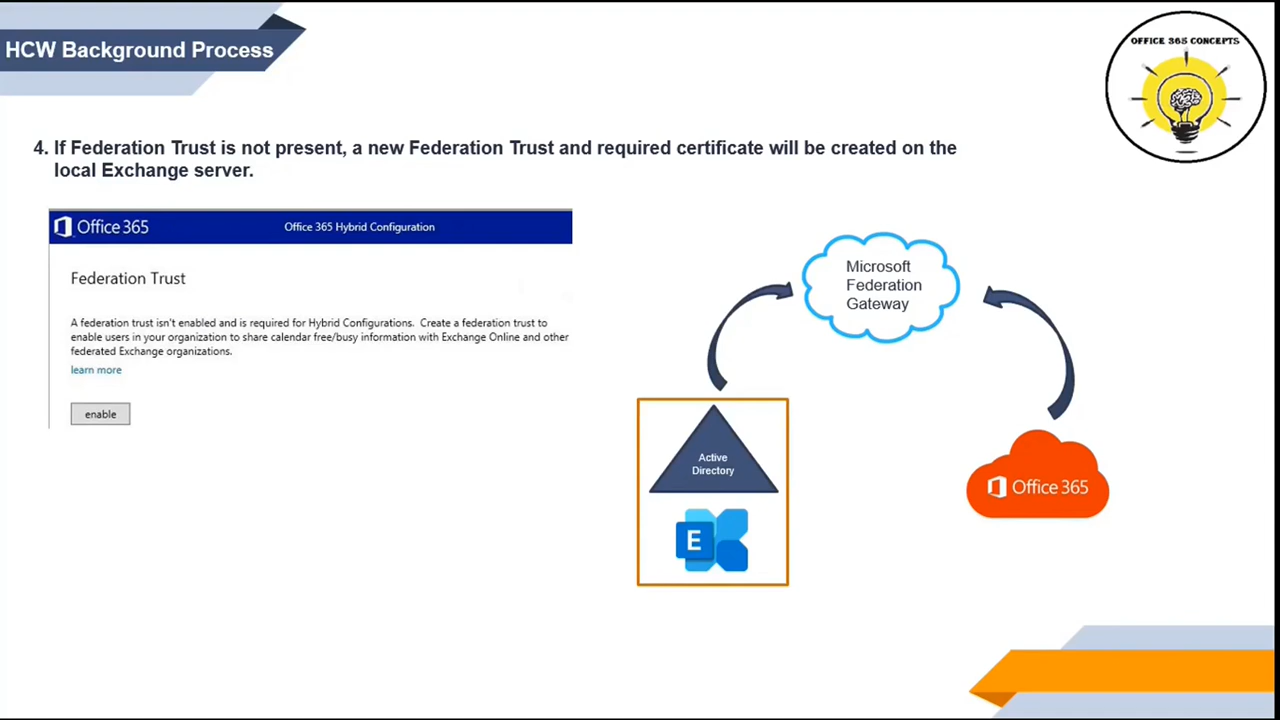 HCW Background Process
OFFICE 365 CONCEPTS
4. If Federation Trust is not present, a new Federation Trust and required certificate will be created on the
local Exchange server.
Office 365
Office 365 Hybrid Configuration
Federation Trust
A federation trust isn't enabled and is required for Hybrid Configurations. Create a federation trust to
enable users in your organization to share calendar free/busy information with Exchange Online and other
federated Exchange organizations.
learn more
enable
Microsoft
Federation
Gateway
Active
Directory
E
Office 365